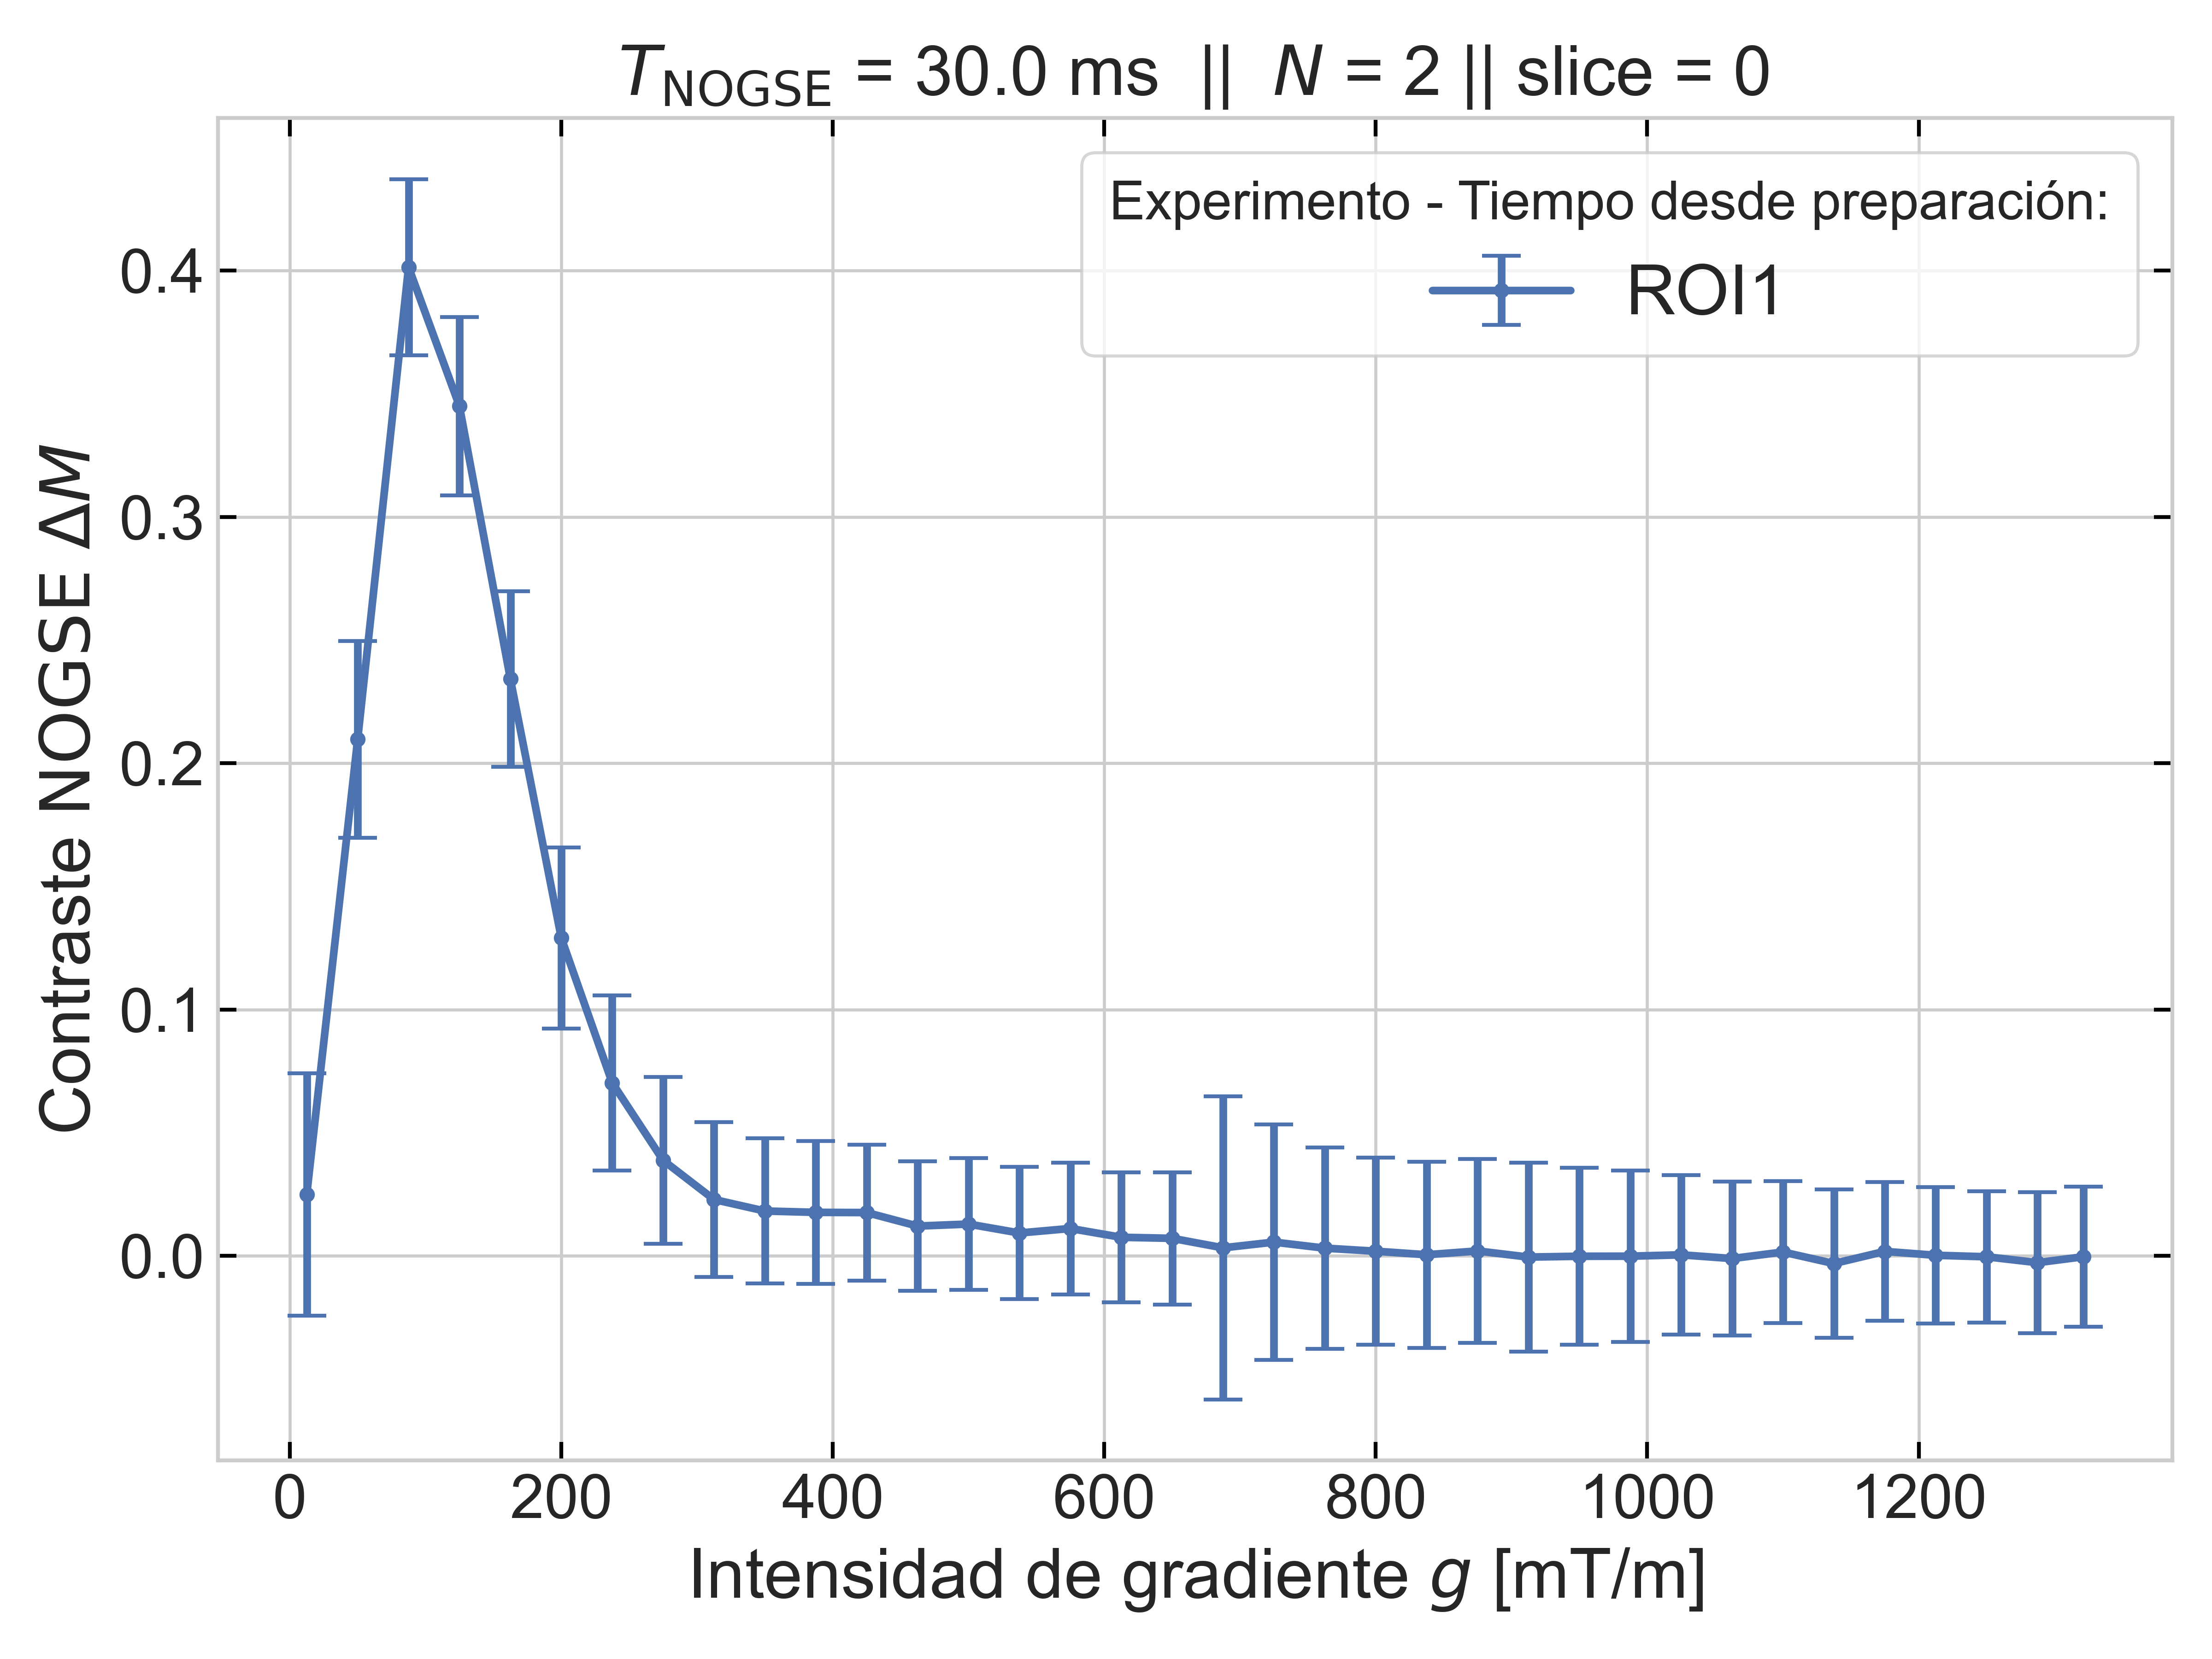 T_NOGSE = 30.0 ms || N = 2 || slice = 0
Experimento - Tiempo desde preparación:
ROI1
Contraste NOGSE ΔM
0.4
0.3
0.2
0.1
0.0
0 200 400 600 800 1000 1200
Intensidad de gradiente g [mT/m]